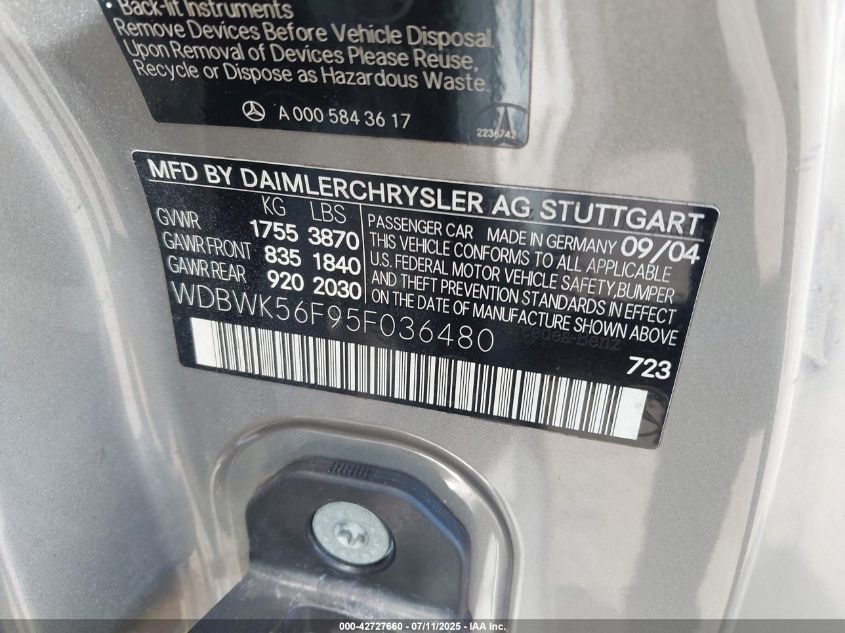 • Back-lit Instruments
Remove Devices Before Vehicle Disposal.
Upon Removal of Devices Please Reuse,
Recycle or Dispose as Hazardous Waste.
A 000 584 36 17
2236742
MFD BY DAIMLERCHRYSLER AG STUTTGART
KG LBS
GVWR 1755 3870
GAWR FRONT 835 1840
GAWR REAR 920 2030
PASSENGER CAR MADE IN GERMANY 09/04
THIS VEHICLE CONFORMS TO ALL APPLICABLE
U.S. FEDERAL MOTOR VEHICLE SAFETY, BUMPER
AND THEFT PREVENTION STANDARDS IN EFFECT
ON THE DATE OF MANUFACTURE SHOWN ABOVE
WDBWK56F95F036480
Mercedes-Benz
723
000-42727660 07/11/2025 IAA Inc.